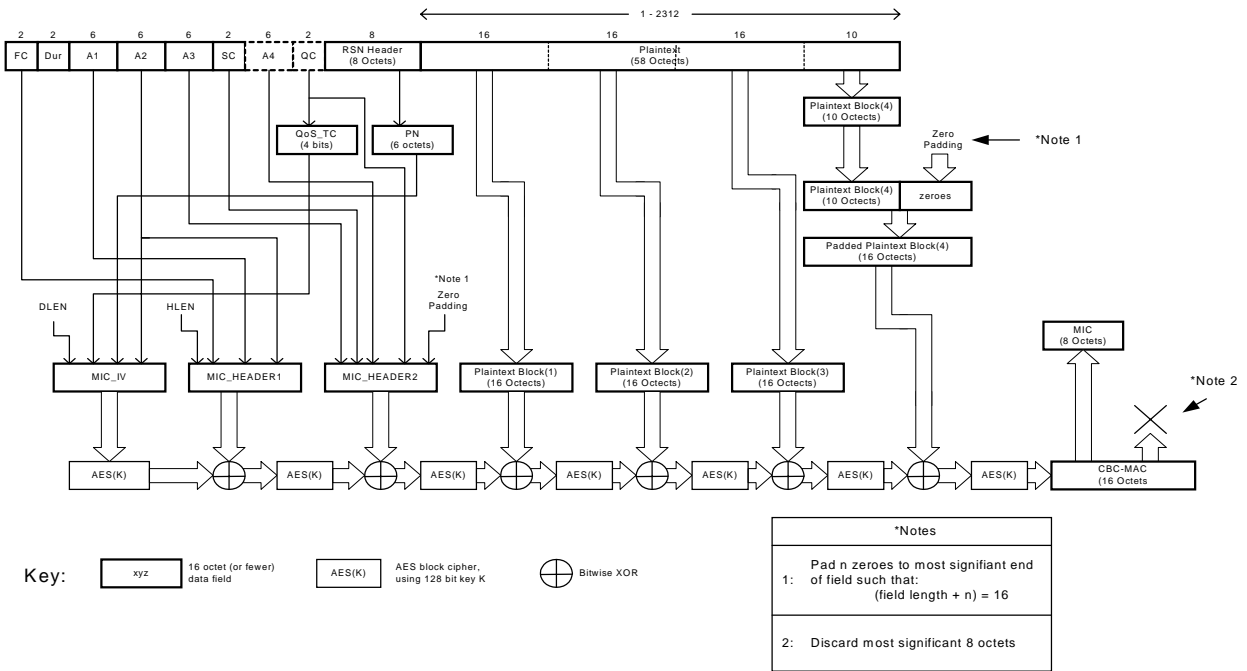 1 - 2312
2 2 6 6 6 2 6 2 8 16 16 16 10
FC Dur A1 A2 A3 SC A4 QC RSN Header
(8 Octets)
Plaintext
(58 Octects)
Plaintext Block(4)
(10 Octects)
QoS_TC
(4 bits)
PN
(6 octets)
Zero
Padding
*Note 1
Plaintext Block(4)
(10 Octects)
zeroes
Padded Plaintext Block(4)
(16 Octects)
*Note 1
Zero
Padding
DLEN
HLEN
MIC
(8 Octets)
MIC_IV
MIC_HEADER1
MIC_HEADER2
Plaintext Block(1)
(16 Octects)
Plaintext Block(2)
(16 Octects)
Plaintext Block(3)
(16 Octects)
*Note 2
AES(K)
AES(K)
AES(K)
AES(K)
AES(K)
AES(K)
AES(K)
CBC-MAC
(16 Octets
Key:
xyz
16 octet (or fewer)
data field
AES(K)
AES block cipher,
using 128 bit key K
Bitwise XOR
*Notes
1: Pad n zeroes to most signifiant end
of field such that:
(field length + n) = 16
2: Discard most significant 8 octets